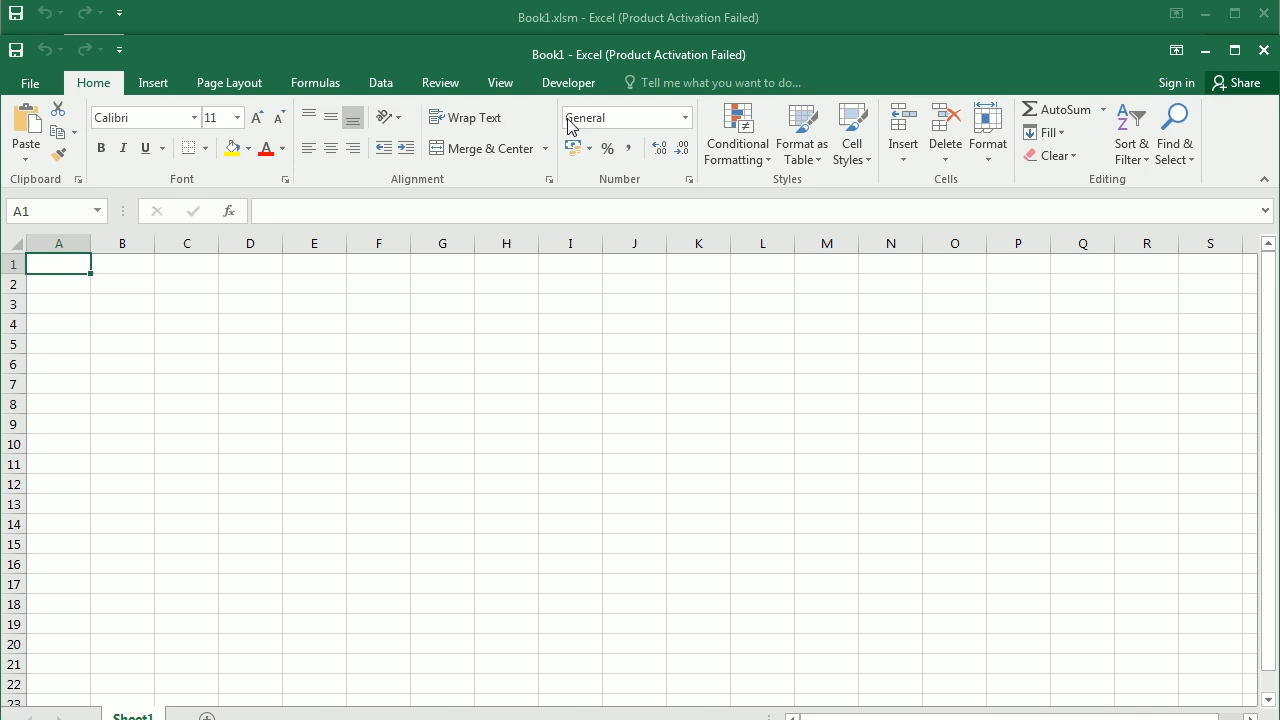 Book1.xlsm - Excel (Product Activation Failed)
Book1 - Excel (Product Activation Failed)
File Home Insert Page Layout Formulas Data Review View Developer Tell me what you want to do... Sign in Share
Calibri 11 Wrap Text General AutoSum
Paste B I U Merge & Center % Conditional Formatting Format as Table Cell Styles Insert Delete Format Fill Clear Sort & Filter Find & Select
Clipboard Font Alignment Number Styles Cells Editing
A1 fx
A B C D E F G H I J K L M N O P Q R S
1
2
3
4
5
6
7
8
9
10
11
12
13
14
15
16
17
18
19
20
21
22
23
Sheet1